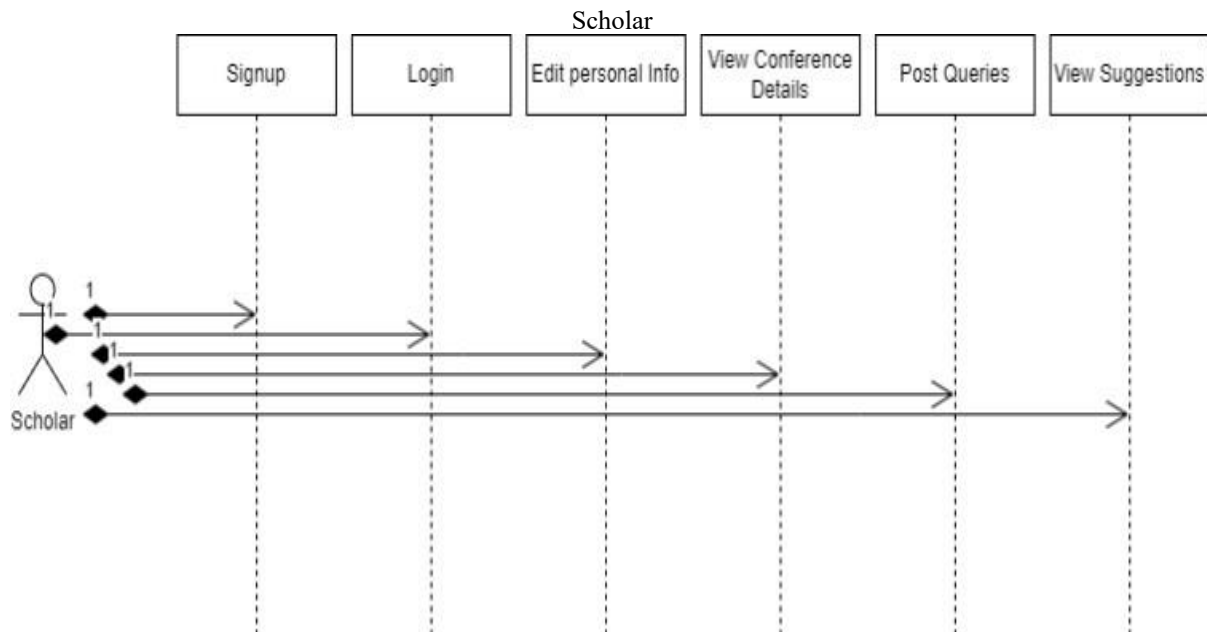 Scholar
Signup
Login
Edit personal Info
View Conference
Details
Post Queries
View Suggestions
1
1
1
1
1
1
Scholar